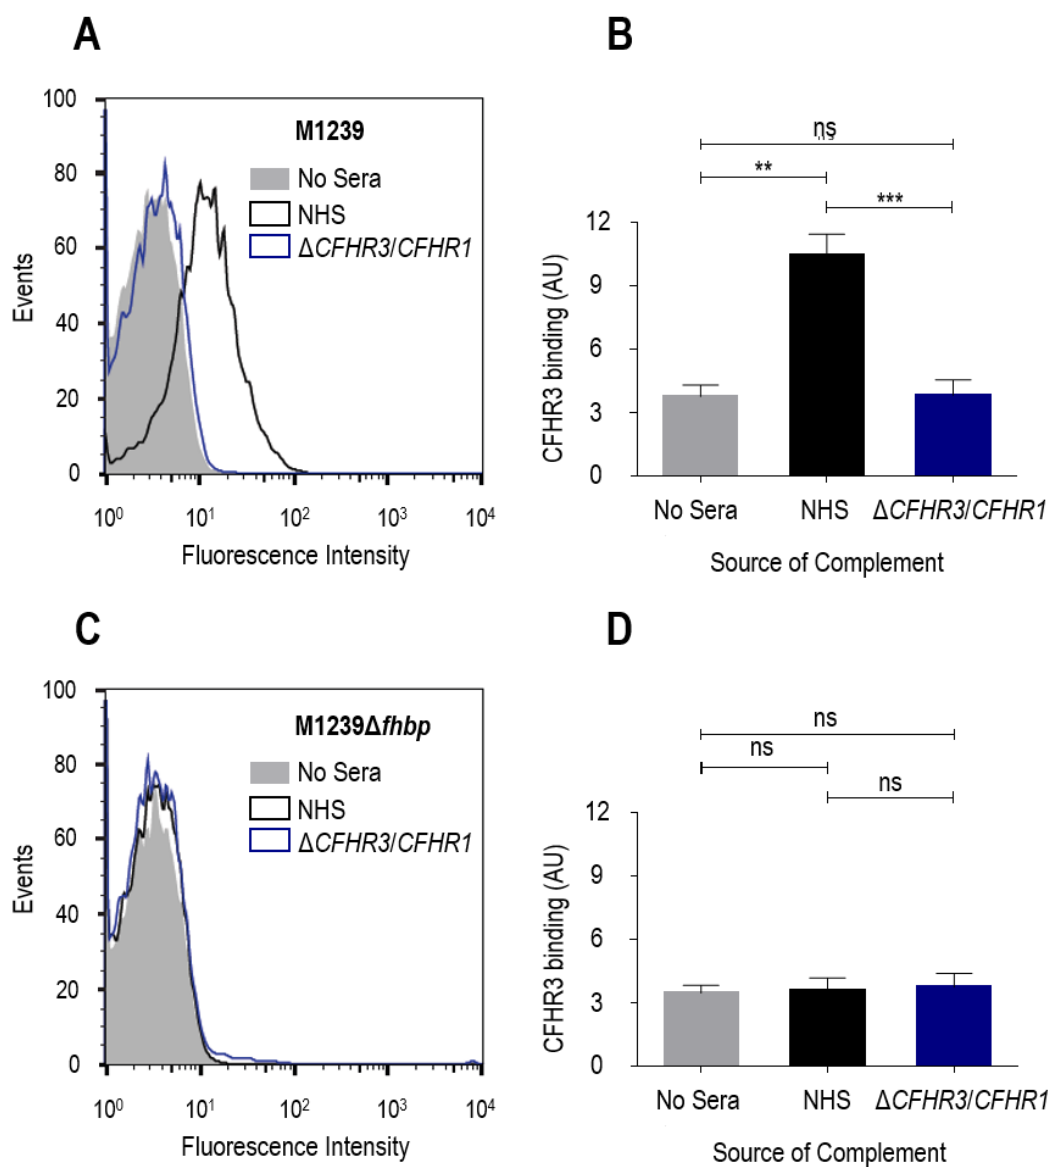 A
100
80
60
40
20
0
Events
M1239
No Sera
NHS
ΔCFHR3/CFHR1
10⁰ 10¹ 10² 10³ 10⁴
Fluorescence Intensity
B
ns
**
***
12
9
6
3
0
CFHR3 binding (AU)
No Sera NHS ΔCFHR3/CFHR1
Source of Complement
C
100
80
60
40
20
0
Events
M1239Δfhbp
No Sera
NHS
ΔCFHR3/CFHR1
10⁰ 10¹ 10² 10³ 10⁴
Fluorescence Intensity
D
ns
ns
ns
12
9
6
3
0
CFHR3 binding (AU)
No Sera NHS ΔCFHR3/CFHR1
Source of Complement